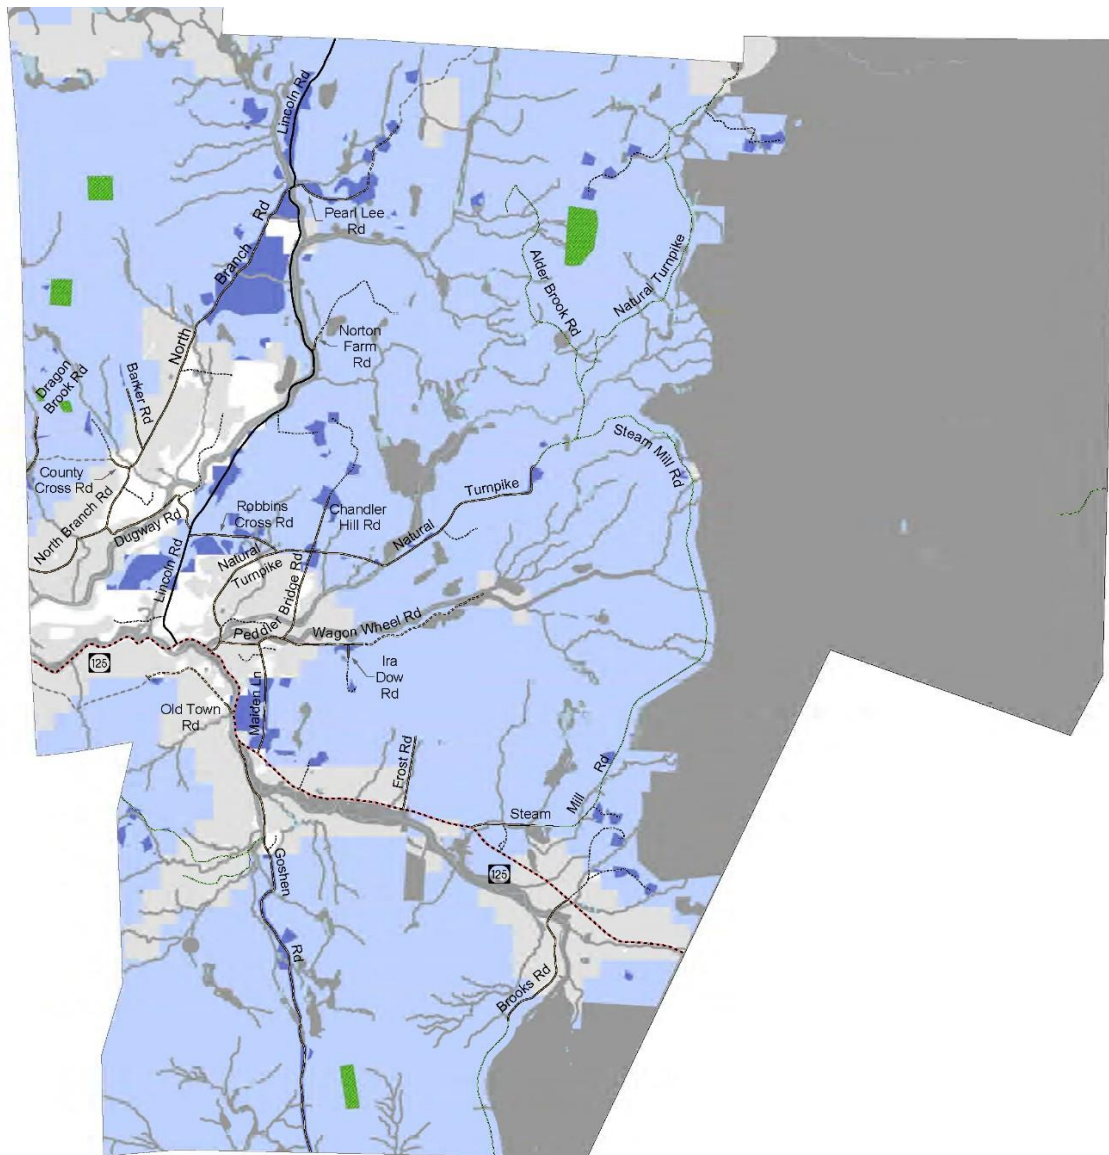 Lincoln Rd
Pearl Lee
Rd
North
Branch
Rd
Alder Brook Rd
Natural Turnpike
Norton
Farm
Rd
Dragon
Brook Rd
Barker Rd
County
Cross Rd
North Branch Rd
Dugway Rd
Lincoln Rd
Robbins
Cross Rd
Chandler
Hill Rd
Natural
Turnpike
Steam Mill Rd
Natural
Turnpike
Peddler Bridge Rd
Wagon Wheel Rd
125
Ira
Dow
Rd
Maiden Ln
Old Town
Rd
Frost Rd
Steam
Mill
Rd
125
Goshen
Rd
Brooks Rd